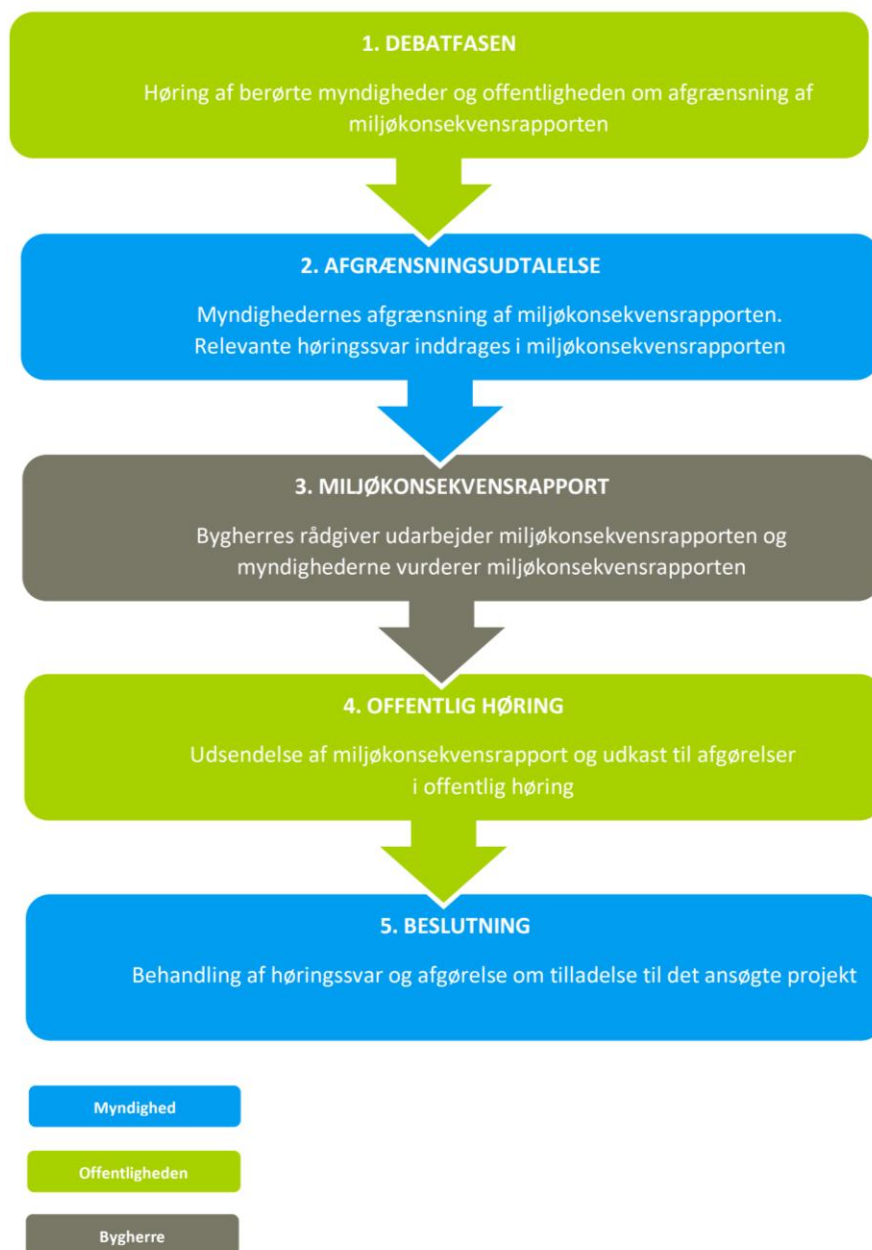 1. DEBATFASEN
Høring af berørte myndigheder og offentligheden om afgrænsning af
miljøkonsekvensrapporten
2. AFGRÆNSNINGSUDTALELSE
Myndighedernes afgrænsning af miljøkonsekvensrapporten.
Relevante høringssvar inddrages i miljøkonsekvensrapporten
3. MILJØKONSEKVENSRAPPORT
Bygherres rådgiver udarbejder miljøkonsekvensrapporten og
myndighederne vurderer miljøkonsekvensrapporten
4. OFFENTLIG HØRING
Udsendelse af miljøkonsekvensrapport og udkast til afgørelser
i offentlig høring
5. BESLUTNING
Behandling af høringssvar og afgørelse om tilladelse til det ansøgte projekt
Myndighed
Offentligheden
Bygherre